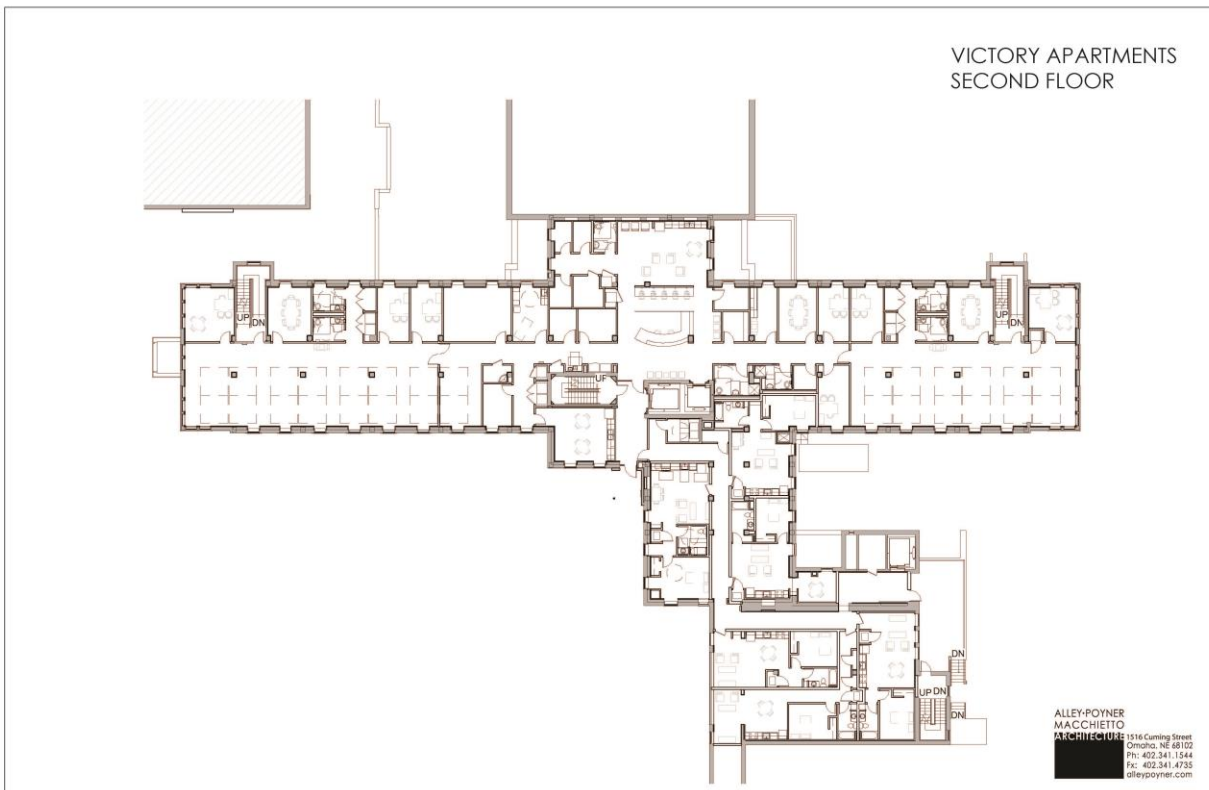 VICTORY APARTMENTS
SECOND FLOOR
UP
DN
UP
DN
UP
DN
UP DN
DN
ALLEY•POYNER
MACCHIETTO
ARCHITECTURE
1516 Cuming Street
Omaha, NE 68102
Ph: 402.341.1544
Fx: 402.341.4735
alleypoyner.com